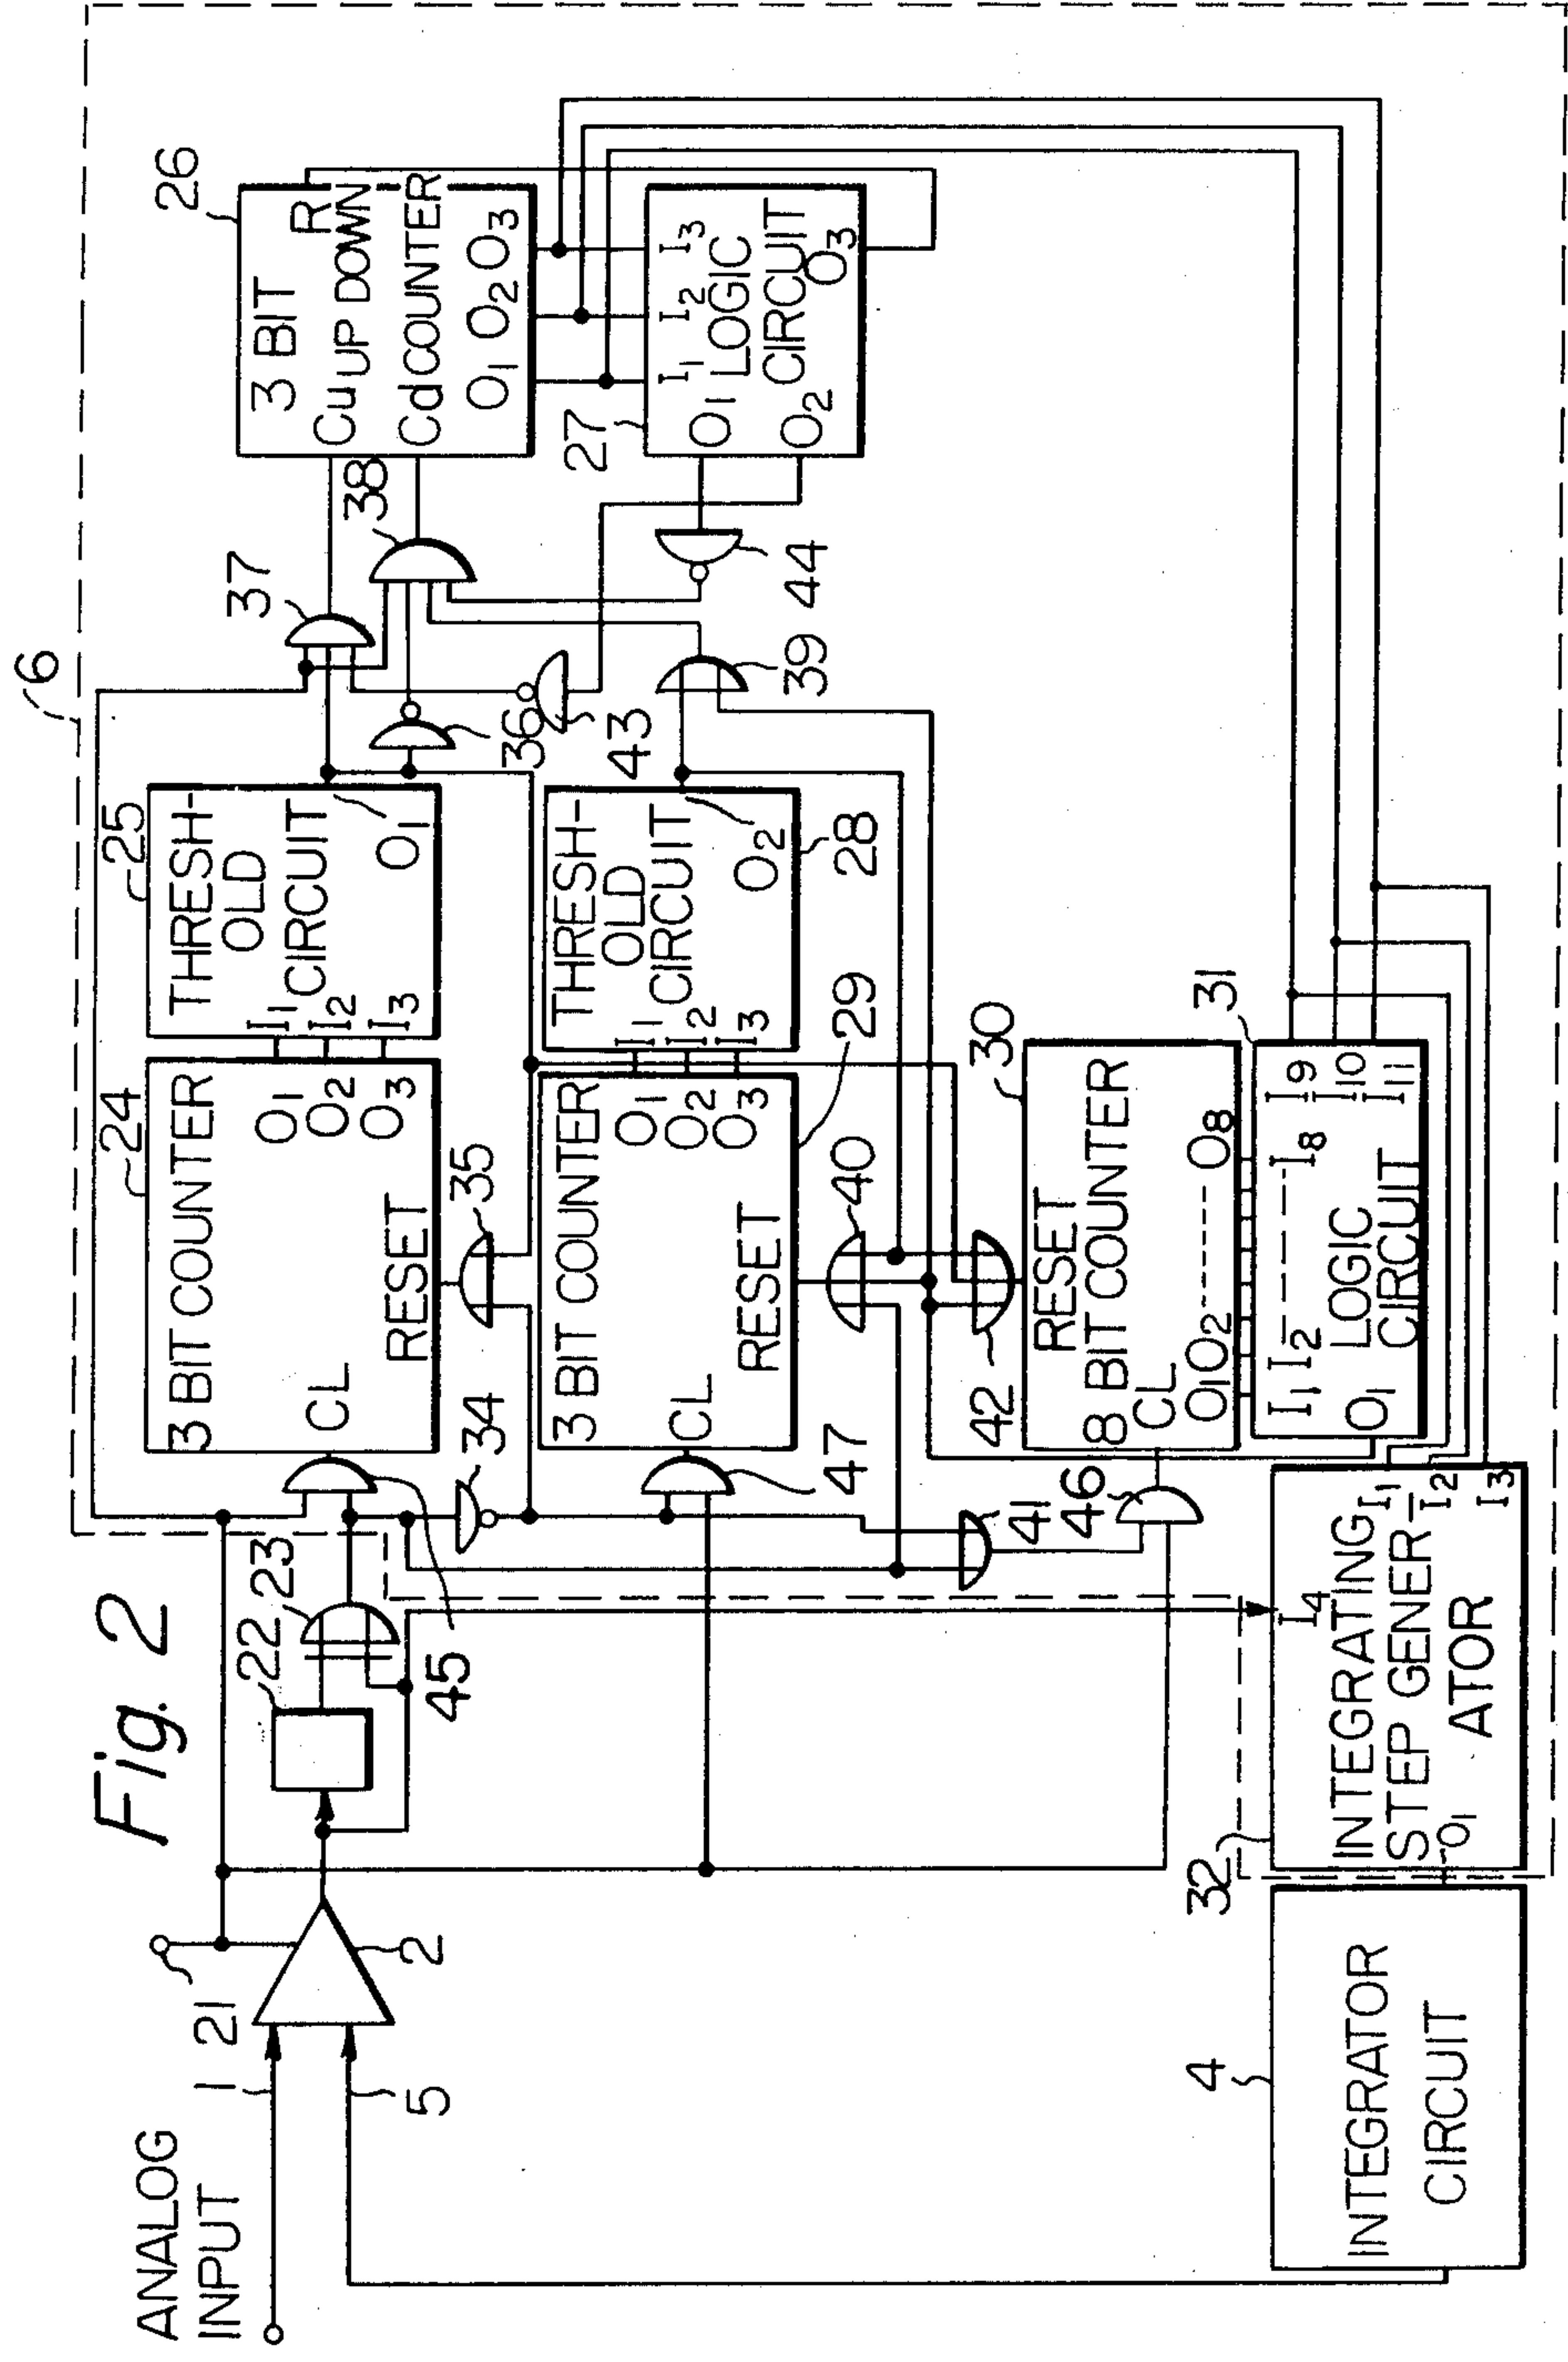 Fig. 2
6
ANALOG
INPUT
1
21
5
2
22
23
45
24
3 BIT COUNTER
CL
O1
O2
O3
RESET
25
THRESH-
OLD
CIRCUIT
I1
I2
I3
O1
34
35
36
37
38
26
3 BIT
R
Cu UP DOWN
Cd COUNTER
O1 O2 O3
27
I1 I2 I3
LOGIC
CIRCUIT
O1
O2
O3
44
43
39
3 BIT COUNTER
CL
O1
O2
O3
RESET
29
THRESH-
OLD
CIRCUIT
I1
I2
I3
O2
28
47
40
41
42
46
30
RESET
8 BIT COUNTER
CL
O1 O2 ----- O8
31
I1 I2 ----- I8
I9
I10
I11
LOGIC
CIRCUIT
O1
32
INTEGRATING
STEP GENER-
ATOR
I1
I2
I3
I4
O1
4
INTEGRATOR
CIRCUIT